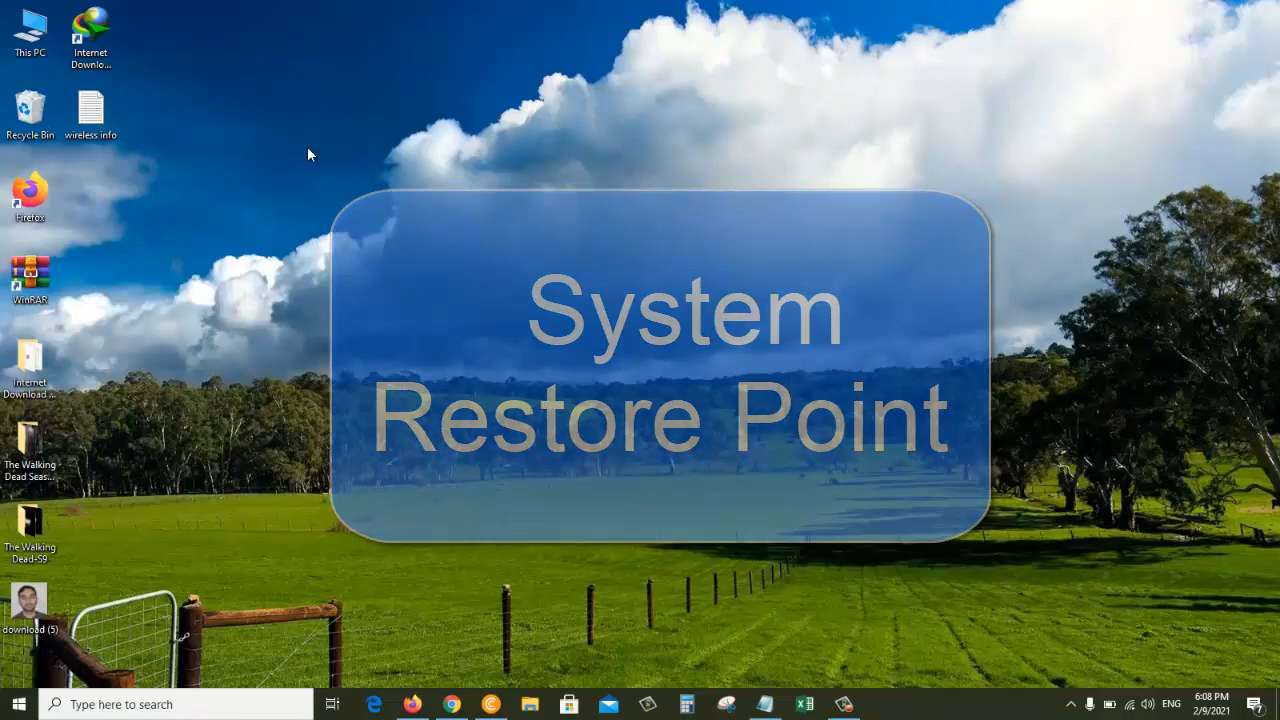 This PC
Internet
Downlo...
Recycle Bin
wireless info
Firefox
WinRAR
Internet
Download ...
The Walking
Dead Seas...
The Walking
Dead-S9
download (5)
System
Restore Point
Type here to search
ENG
6:08 PM
2/9/2021